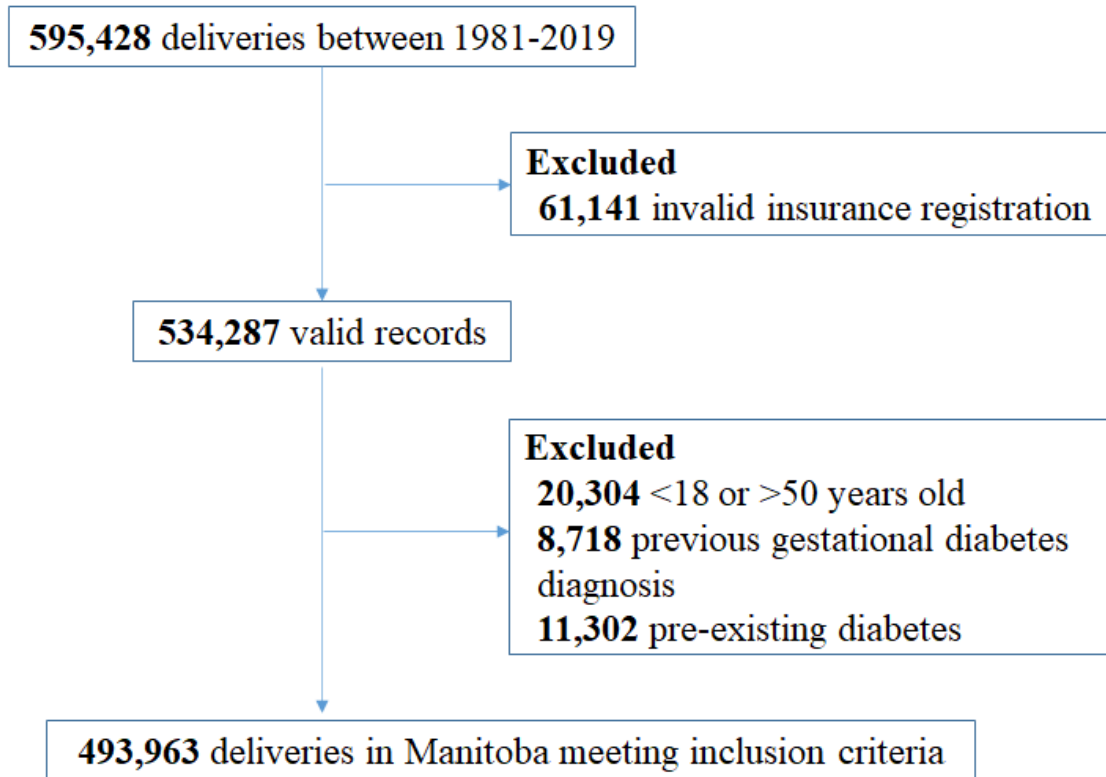 595,428 deliveries between 1981-2019
Excluded
61,141 invalid insurance registration
534,287 valid records
Excluded
20,304 <18 or >50 years old
8,718 previous gestational diabetes
diagnosis
11,302 pre-existing diabetes
493,963 deliveries in Manitoba meeting inclusion criteria